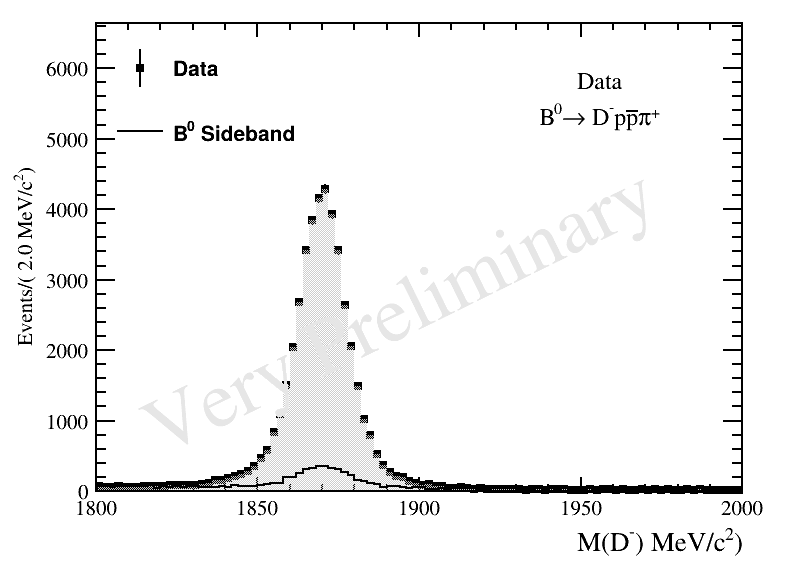 Data
B⁰ Sideband
Data
B⁰→ D⁻pp̅π⁺
Very Preliminary
Events/( 2.0 MeV/c²)
6000
5000
4000
3000
2000
1000
0
1800 1850 1900 1950 2000
M(D⁻) MeV/c²)